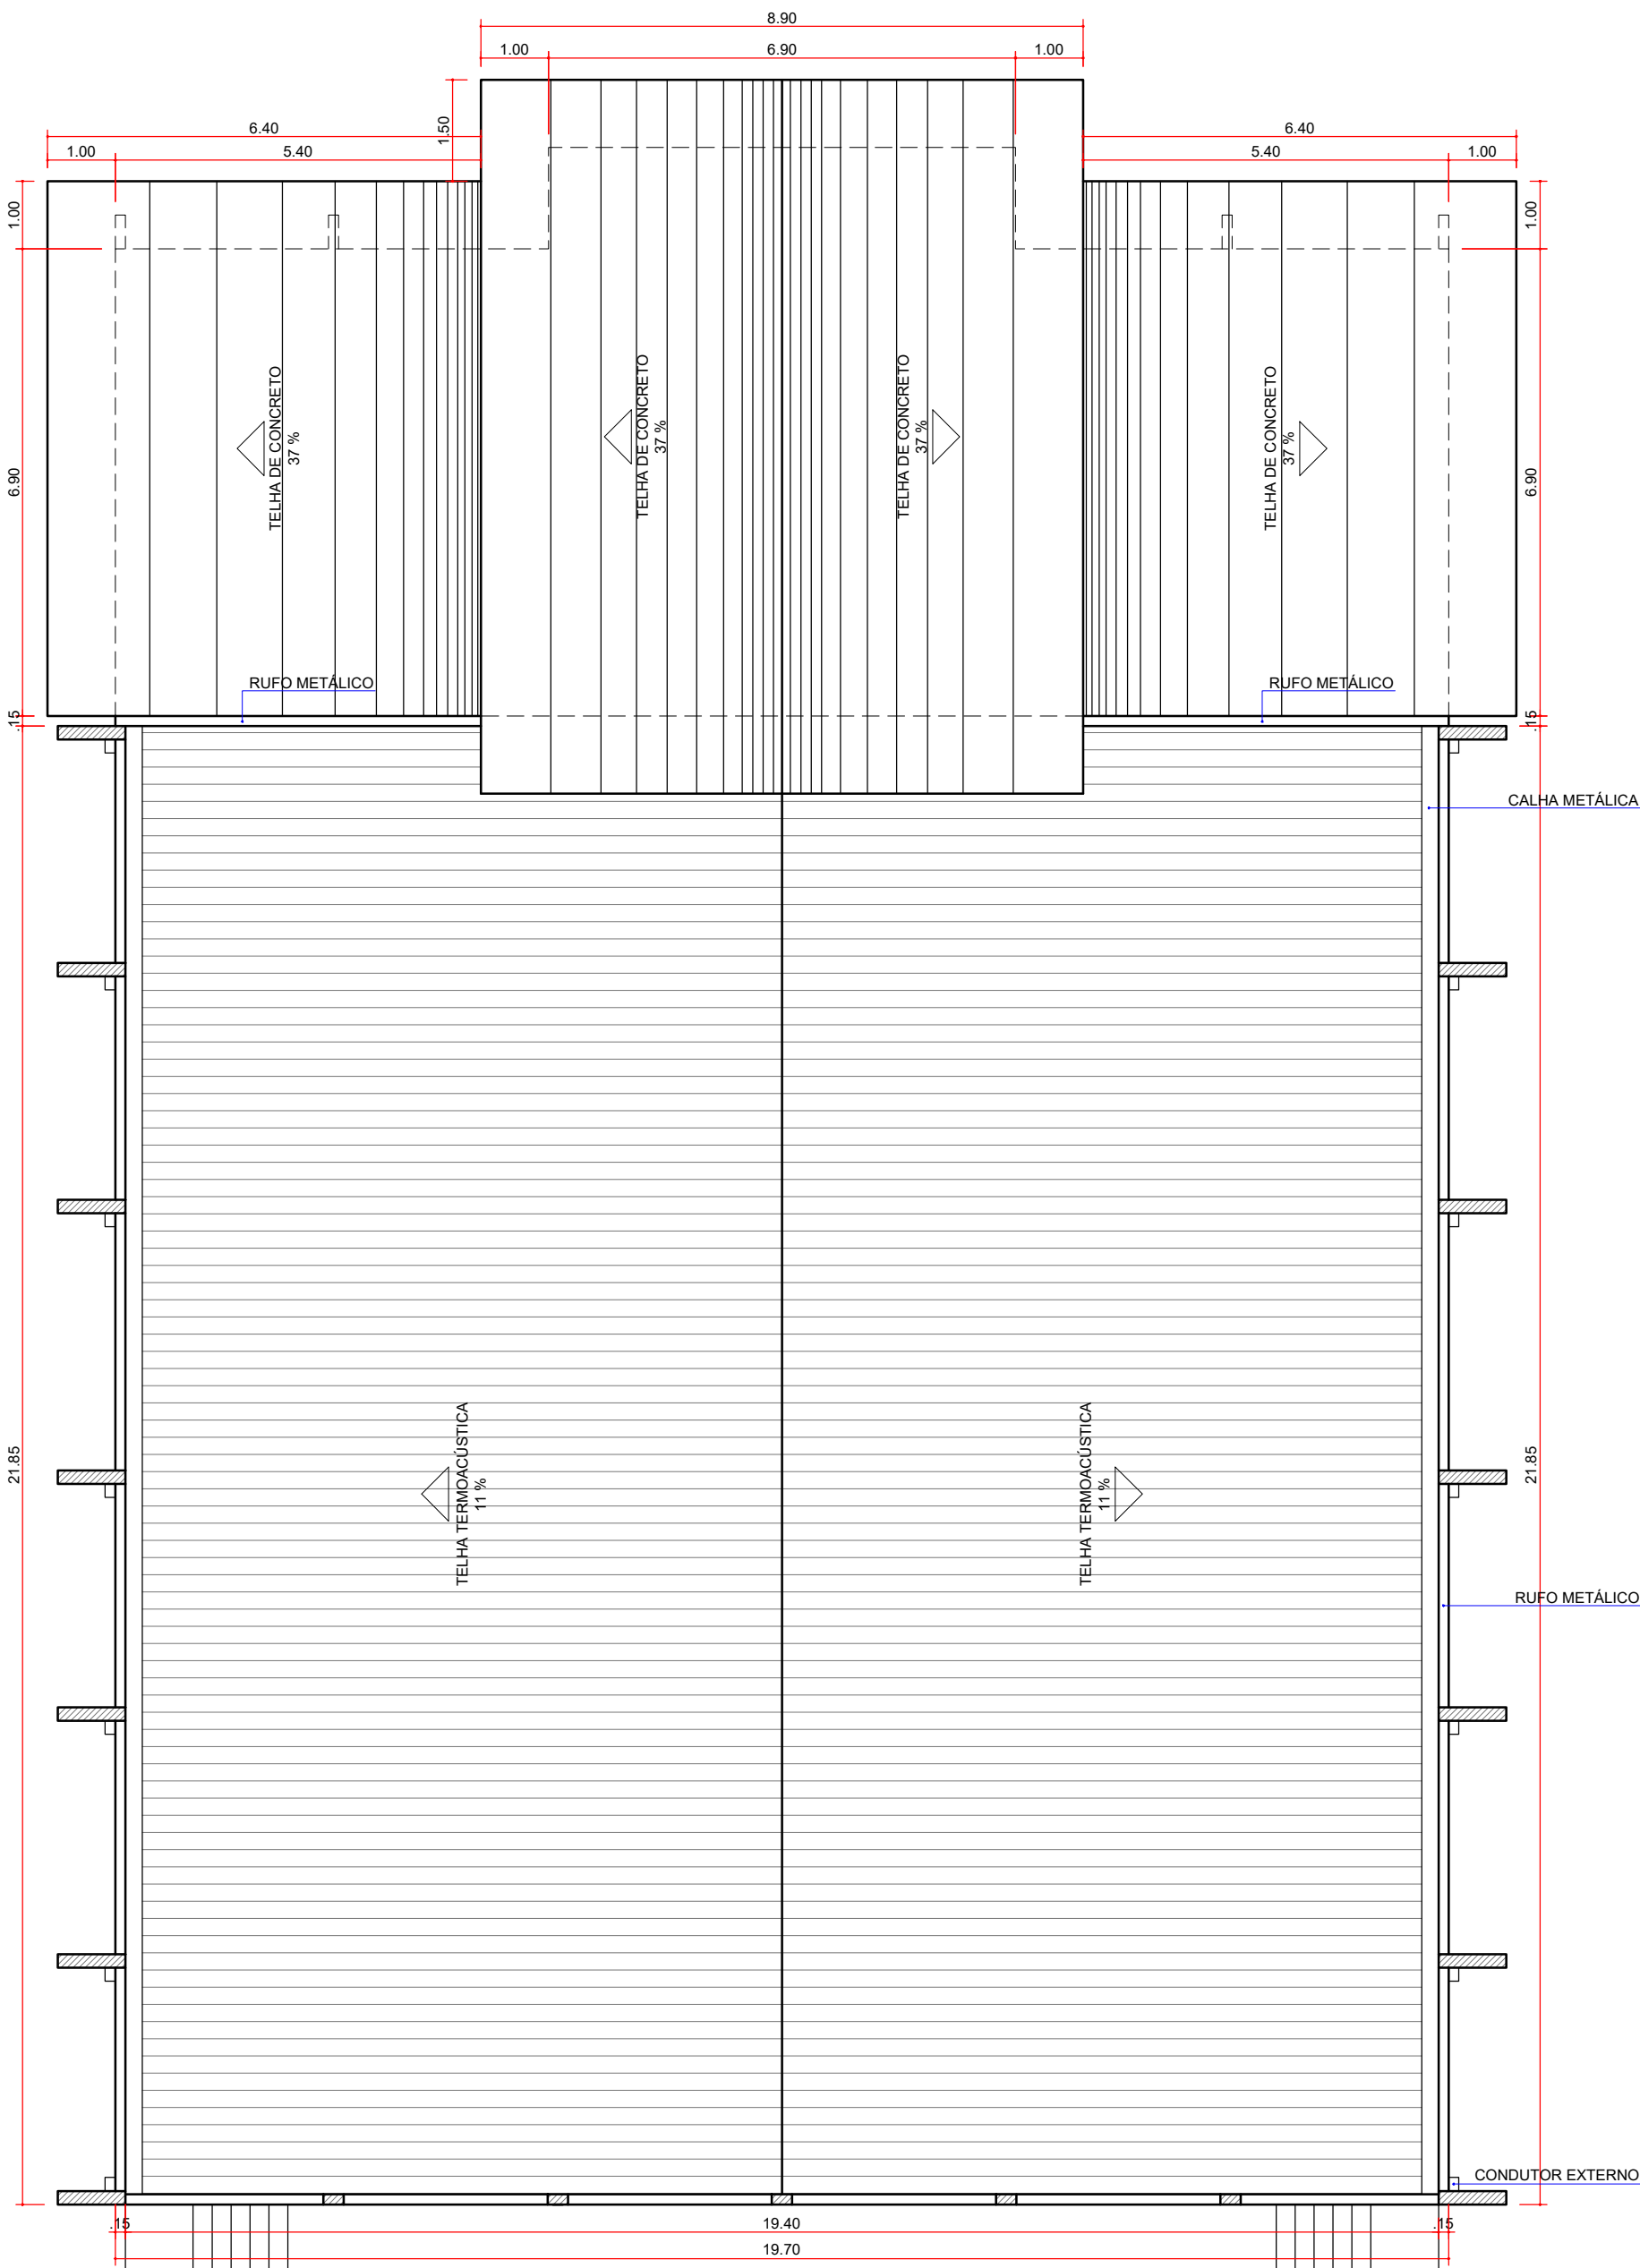 8.90
1.00
6.90
1.00
1.50
6.40
6.40
1.00
5.40
5.40
1.00
1.00
1.00
TELHA DE CONCRETO
37 %
TELHA DE CONCRETO
37 %
TELHA DE CONCRETO
37 %
TELHA DE CONCRETO
37 %
6.90
6.90
RUFO METÁLICO
RUFO METÁLICO
.15
.15
CALHA METÁLICA
21.85
TELHA TERMOACÚSTICA
11 %
TELHA TERMOACÚSTICA
11 %
21.85
RUFO METÁLICO
CONDUTOR EXTERNO
.15
19.40
.15
19.70